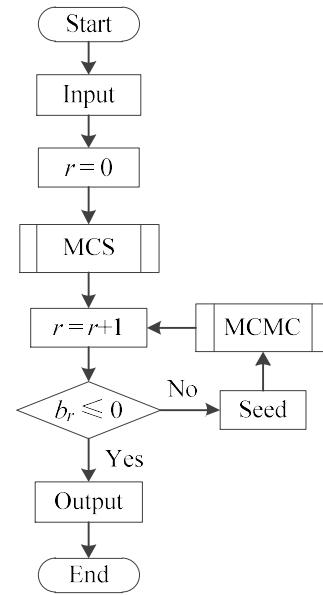 Start
Input
r = 0
MCS
r = r+1
MCMC
b_r ≤ 0
No
Seed
Yes
Output
End